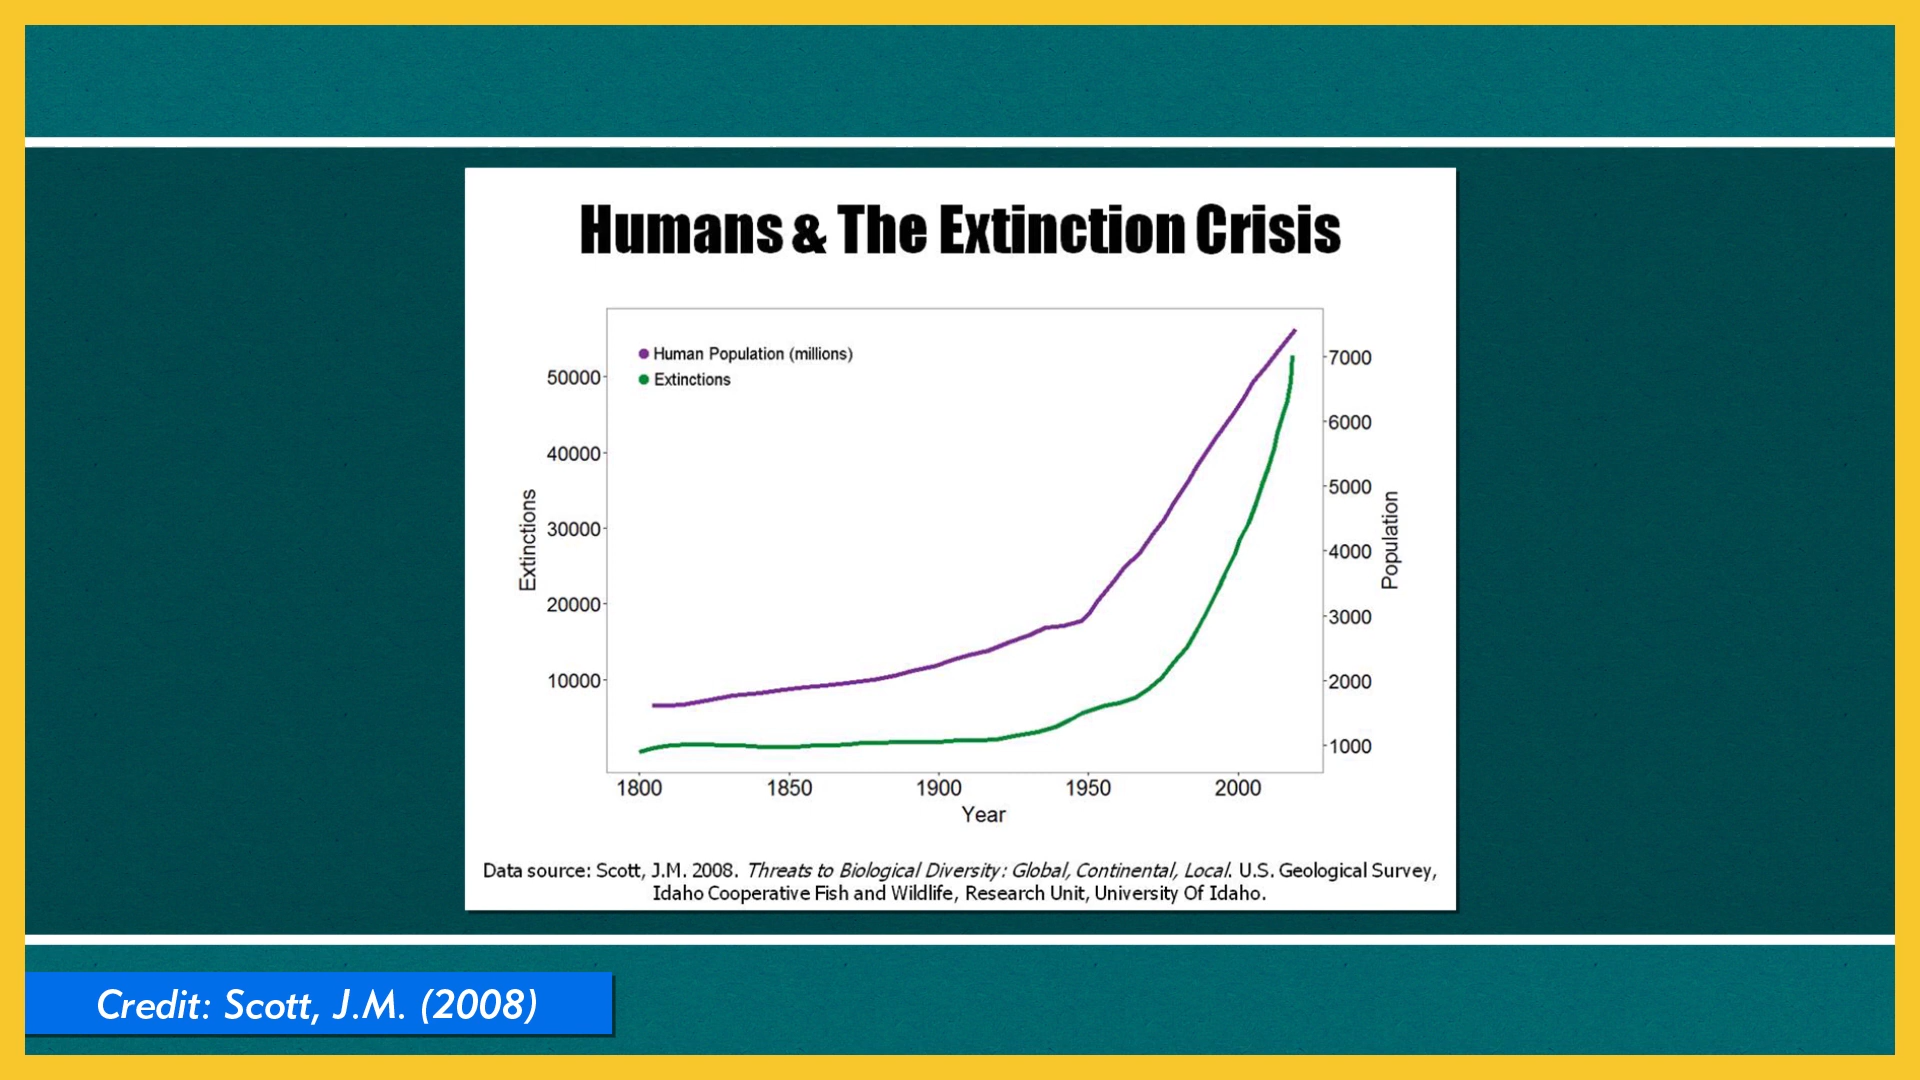 Humans & The Extinction Crisis
Human Population (millions)
Extinctions
50000
40000
30000
20000
10000
Extinctions
7000
6000
5000
4000
3000
2000
1000
Population
1800 1850 1900 1950 2000
Year
Data source: Scott, J.M. 2008. Threats to Biological Diversity: Global, Continental, Local. U.S. Geological Survey,
Idaho Cooperative Fish and Wildlife, Research Unit, University Of Idaho.
Credit: Scott, J.M. (2008)